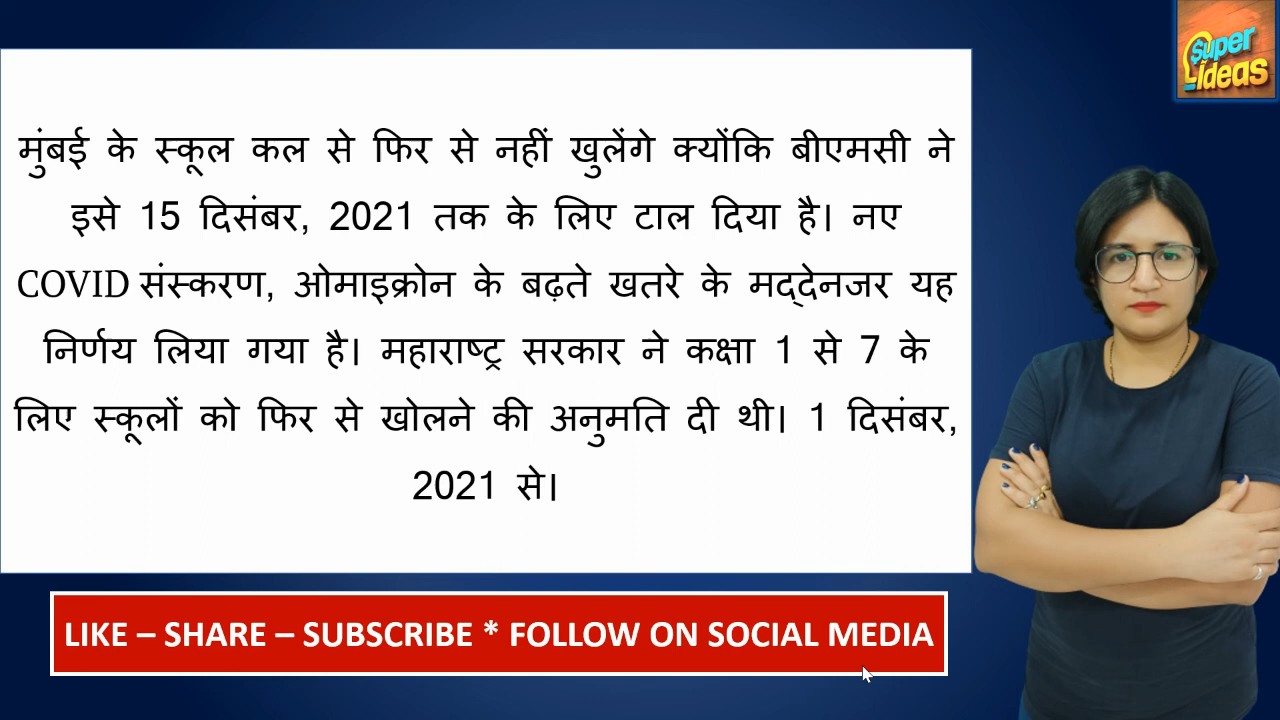 Super
Ideas
मुंबई के स्कूल कल से फिर से नहीं खुलेंगे क्योंकि बीएमसी ने
इसे 15 दिसंबर, 2021 तक के लिए टाल दिया है। नए
COVID संस्करण, ओमाइक्रोन के बढ़ते खतरे के मद्देनजर यह
निर्णय लिया गया है। महाराष्ट्र सरकार ने कक्षा 1 से 7 के
लिए स्कूलों को फिर से खोलने की अनुमति दी थी। 1 दिसंबर,
2021 से।
LIKE – SHARE – SUBSCRIBE * FOLLOW ON SOCIAL MEDIA